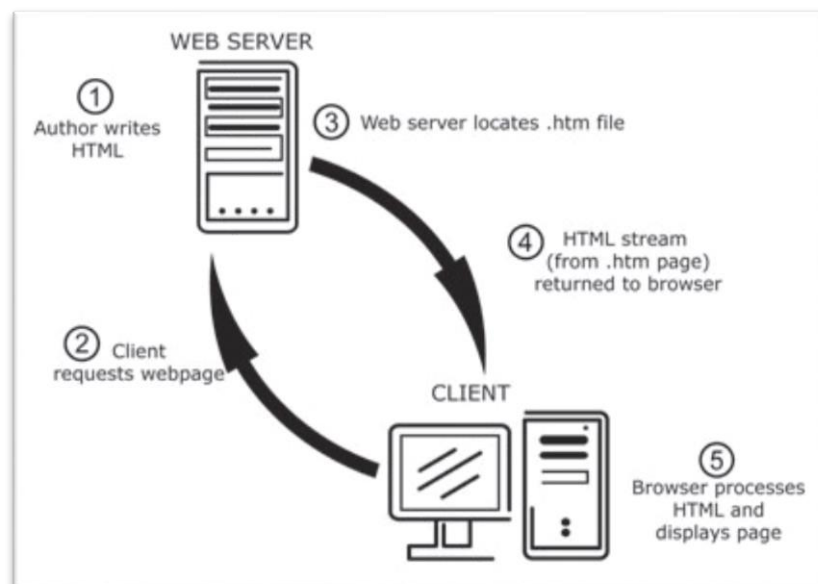 WEB SERVER
1
Author writes
HTML
3 Web server locates .htm file
4 HTML stream
(from .htm page)
returned to browser
2 Client
requests webpage
CLIENT
5
Browser processes
HTML and
displays page